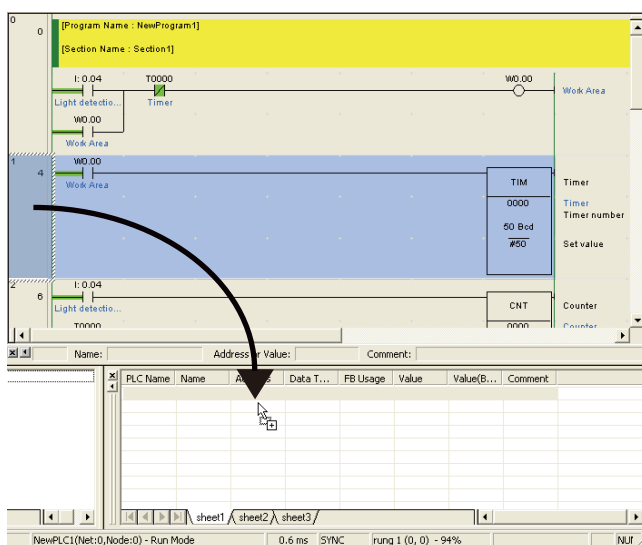 0
0
[Program Name : NewProgram1]
[Section Name : Section1]
I: 0.04 T0000 W0.00
Light detectio... Timer Work Area
W0.00
Work Area
1
4
W0.00
Work Area
TIM Timer
0000 Timer
Timer number
50 Bcd
#50 Set value
2
6
I: 0.04
Light detectio...
CNT Counter
T0000 0000 Counter
Name: Address or Value: Comment:
PLC Name Name Address Data T... FB Usage Value Value(B... Comment
sheet1 sheet2 sheet3
NewPLC1(Net:0,Node:0) - Run Mode 0.6 ms SYNC rung 1 (0, 0) - 94% NUM